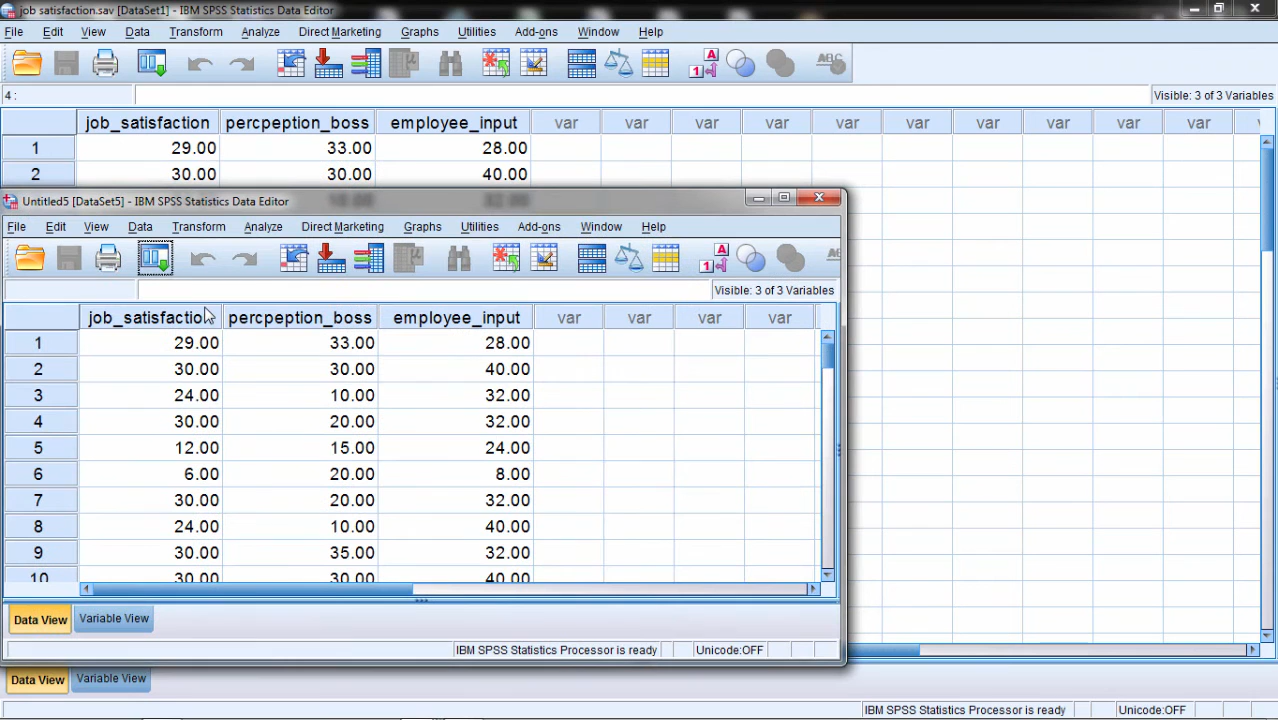 job satisfaction.sav [DataSet1] - IBM SPSS Statistics Data Editor
File Edit View Data Transform Analyze Direct Marketing Graphs Utilities Add-ons Window Help
4 : Visible: 3 of 3 Variables
job_satisfaction percpeption_boss employee_input var var var var var var var var var var
1 29.00 33.00 28.00
2 30.00 30.00 40.00
Untitled5 [DataSet5] - IBM SPSS Statistics Data Editor
File Edit View Data Transform Analyze Direct Marketing Graphs Utilities Add-ons Window Help
Visible: 3 of 3 Variables
job_satisfaction percpeption_boss employee_input var var var var
1 29.00 33.00 28.00
2 30.00 30.00 40.00
3 24.00 10.00 32.00
4 30.00 20.00 32.00
5 12.00 15.00 24.00
6 6.00 20.00 8.00
7 30.00 20.00 32.00
8 24.00 10.00 40.00
9 30.00 35.00 32.00
10 30.00 30.00 40.00
Data View Variable View
IBM SPSS Statistics Processor is ready Unicode:OFF
Data View Variable View
IBM SPSS Statistics Processor is ready Unicode:OFF